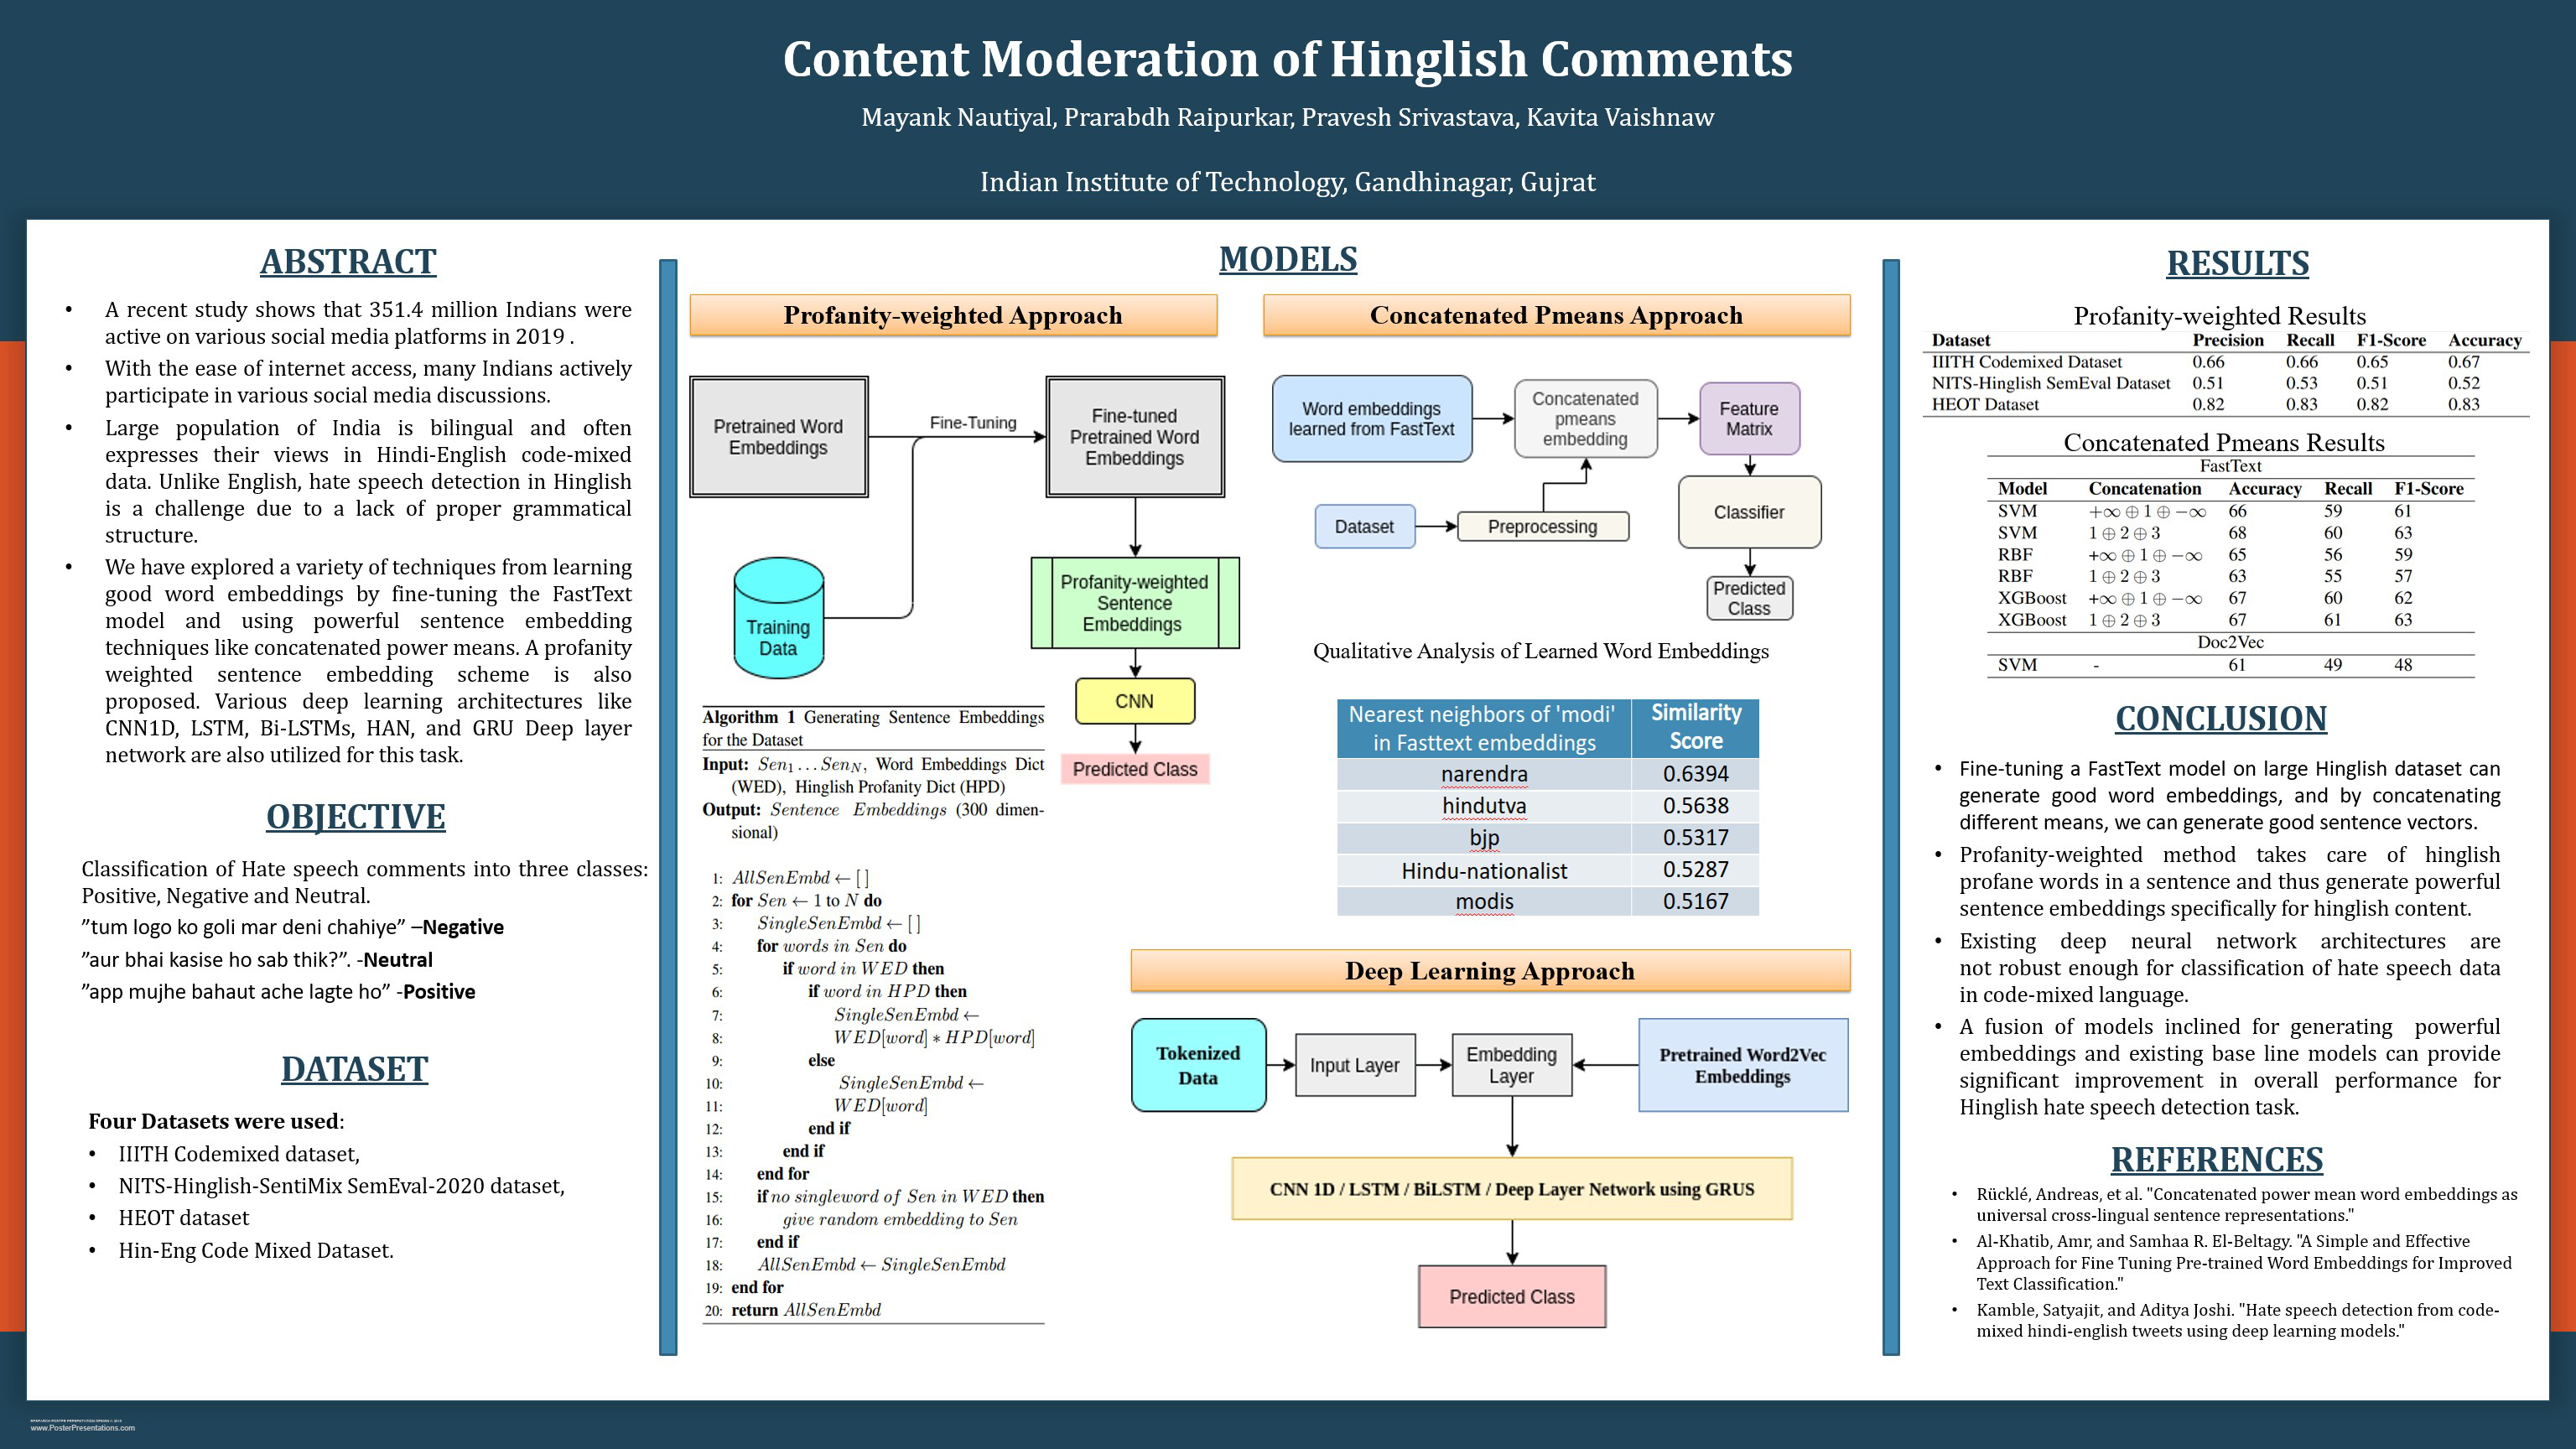 Content Moderation of Hinglish Comments
Mayank Nautiyal, Prarabdh Raipurkar, Pravesh Srivastava, Kavita Vaishnaw
Indian Institute of Technology, Gandhinagar, Gujrat
ABSTRACT
• A recent study shows that 351.4 million Indians were
active on various social media platforms in 2019 .
• With the ease of internet access, many Indians actively
participate in various social media discussions.
• Large population of India is bilingual and often
expresses their views in Hindi-English code-mixed
data. Unlike English, hate speech detection in Hinglish
is a challenge due to a lack of proper grammatical
structure.
• We have explored a variety of techniques from learning
good word embeddings by fine-tuning the FastText
model and using powerful sentence embedding
techniques like concatenated power means. A profanity
weighted sentence embedding scheme is also
proposed. Various deep learning architectures like
CNN1D, LSTM, Bi-LSTMs, HAN, and GRU Deep layer
network are also utilized for this task.
OBJECTIVE
Classification of Hate speech comments into three classes:
Positive, Negative and Neutral.
”tum logo ko goli mar deni chahiye” –Negative
”aur bhai kasise ho sab thik?”. -Neutral
”app mujhe bahaut ache lagte ho” -Positive
DATASET
Four Datasets were used:
• IIITH Codemixed dataset,
• NITS-Hinglish-SentiMix SemEval-2020 dataset,
• HEOT dataset
• Hin-Eng Code Mixed Dataset.
MODELS
Profanity-weighted Approach
Pretrained Word
Embeddings
Fine-Tuning
Fine-tuned
Pretrained Word
Embeddings
Training
Data
Profanity-weighted
Sentence
Embeddings
CNN
Predicted Class
Algorithm 1 Generating Sentence Embeddings
for the Dataset
Input: Sen₁ . . . Sen_N, Word Embeddings Dict
(WED), Hinglish Profanity Dict (HPD)
Output: Sentence Embeddings (300 dimen-
sional)
1: AllSenEmbd ← [ ]
2: for Sen ← 1 to N do
3: SingleSenEmbd ← [ ]
4: for words in Sen do
5: if word in WED then
6: if word in HPD then
7: SingleSenEmbd ←
8: WED[word] ∗ HPD[word]
9: else
10: SingleSenEmbd ←
11: WED[word]
12: end if
13: end if
14: end for
15: if no singleword of Sen in WED then
16: give random embedding to Sen
17: end if
18: AllSenEmbd ← SingleSenEmbd
19: end for
20: return AllSenEmbd
Concatenated Pmeans Approach
Word embeddings
learned from FastText
Concatenated
pmeans
embedding
Feature
Matrix
Dataset
Preprocessing
Classifier
Predicted
Class
Qualitative Analysis of Learned Word Embeddings
Nearest neighbors of 'modi'
in Fasttext embeddings
Similarity
Score
narendra 0.6394
hindutva 0.5638
bjp 0.5317
Hindu-nationalist 0.5287
modis 0.5167
Deep Learning Approach
Tokenized
Data
Input Layer
Embedding
Layer
Pretrained Word2Vec
Embeddings
CNN 1D / LSTM / BiLSTM / Deep Layer Network using GRUS
Predicted Class
RESULTS
Profanity-weighted Results
Dataset Precision Recall F1-Score Accuracy
IIITH Codemixed Dataset 0.66 0.66 0.65 0.67
NITS-Hinglish SemEval Dataset 0.51 0.53 0.51 0.52
HEOT Dataset 0.82 0.83 0.82 0.83
Concatenated Pmeans Results
FastText
Model Concatenation Accuracy Recall F1-Score
SVM +∞ ⊕ 1 ⊕ −∞ 66 59 61
SVM 1 ⊕ 2 ⊕ 3 68 60 63
RBF +∞ ⊕ 1 ⊕ −∞ 65 56 59
RBF 1 ⊕ 2 ⊕ 3 63 55 57
XGBoost +∞ ⊕ 1 ⊕ −∞ 67 60 62
XGBoost 1 ⊕ 2 ⊕ 3 67 61 63
Doc2Vec
SVM - 61 49 48
CONCLUSION
• Fine-tuning a FastText model on large Hinglish dataset can
generate good word embeddings, and by concatenating
different means, we can generate good sentence vectors.
• Profanity-weighted method takes care of hinglish
profane words in a sentence and thus generate powerful
sentence embeddings specifically for hinglish content.
• Existing deep neural network architectures are
not robust enough for classification of hate speech data
in code-mixed language.
• A fusion of models inclined for generating powerful
embeddings and existing base line models can provide
significant improvement in overall performance for
Hinglish hate speech detection task.
REFERENCES
• Rücklé, Andreas, et al. "Concatenated power mean word embeddings as
universal cross-lingual sentence representations."
• Al-Khatib, Amr, and Samhaa R. El-Beltagy. "A Simple and Effective
Approach for Fine Tuning Pre-trained Word Embeddings for Improved
Text Classification."
• Kamble, Satyajit, and Aditya Joshi. "Hate speech detection from code-
mixed hindi-english tweets using deep learning models."
www.PosterPresentations.com